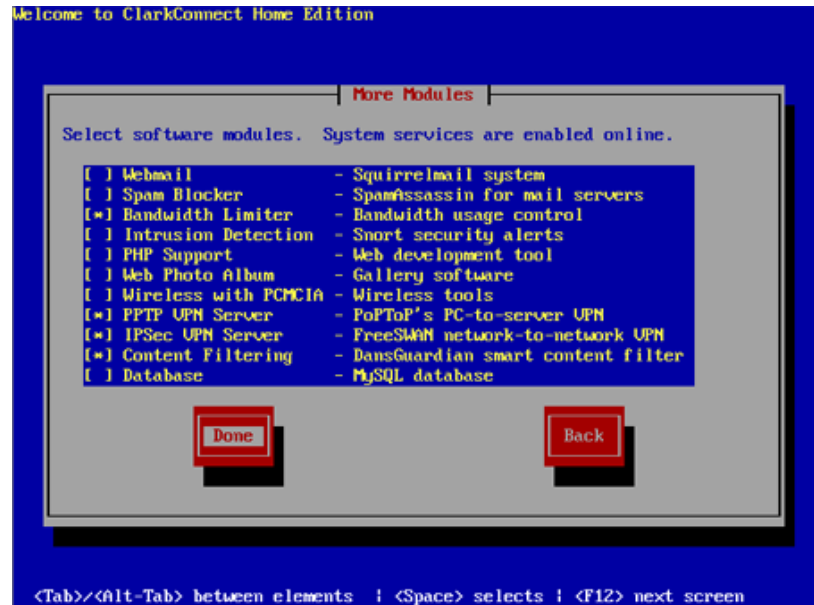 Welcome to ClarkConnect Home Edition
More Modules
Select software modules. System services are enabled online.
[ ] Webmail - Squirrelmail system
[ ] Spam Blocker - SpamAssassin for mail servers
[*] Bandwidth Limiter - Bandwidth usage control
[ ] Intrusion Detection - Snort security alerts
[ ] PHP Support - Web development tool
[ ] Web Photo Album - Gallery software
[ ] Wireless with PCMCIA - Wireless tools
[*] PPTP VPN Server - PoPToP's PC-to-server VPN
[*] IPSec VPN Server - FreeSWAN network-to-network VPN
[*] Content Filtering - DansGuardian smart content filter
[ ] Database - MySQL database
Done Back
<Tab>/<Alt-Tab> between elements | <Space> selects | <F12> next screen